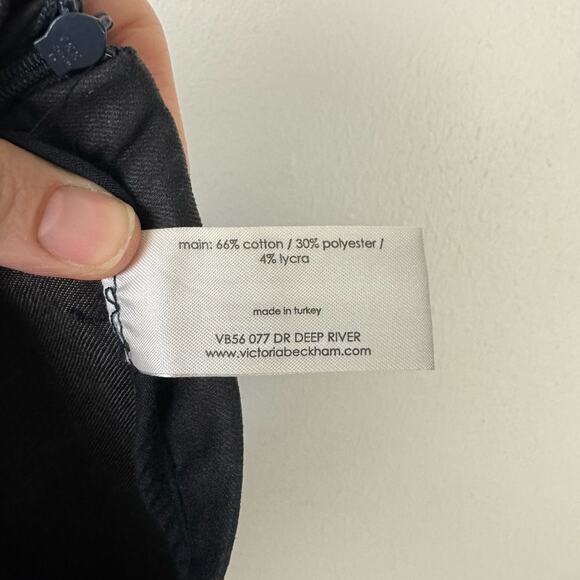 main: 66% cotton / 30% polyester /
4% lycra
made in turkey
VB56 077 DR DEEP RIVER
www.victoriabeckham.com